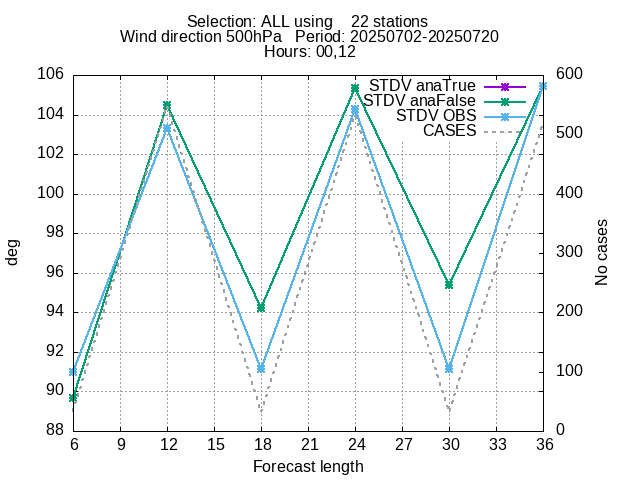 Selection: ALL using    22 stations
Wind direction 500hPa   Period: 20250702-20250720
Hours: 00,12
106
104
102
100
98
96
94
92
90
88
deg
600
500
400
300
200
100
0
No cases
STDV anaTrue
STDV anaFalse
STDV OBS
CASES
6 9 12 15 18 21 24 27 30 33 36
Forecast length